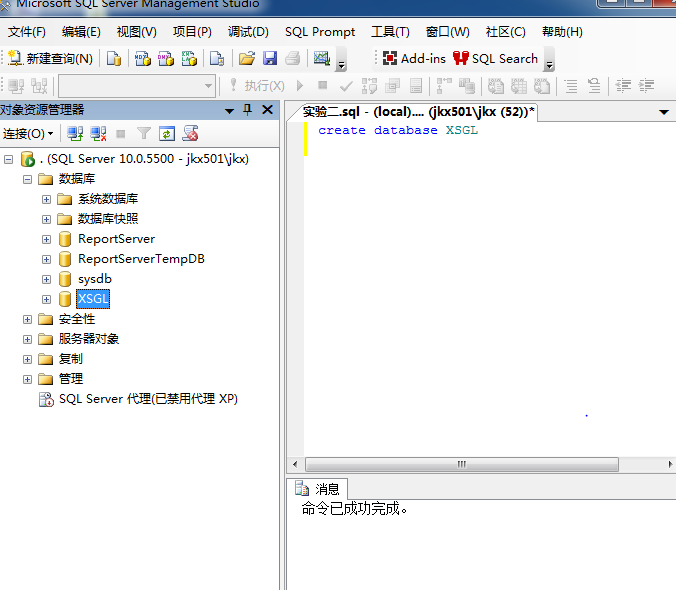 Microsoft SQL Server Management Studio
文件(F) 编辑(E) 视图(V) 项目(P) 调试(D) SQL Prompt 工具(T) 窗口(W) 社区(C) 帮助(H)
新建查询(N) Add-ins SQL Search
执行(X)
对象资源管理器
连接(O)
. (SQL Server 10.0.5500 - jkx501\jkx)
数据库
系统数据库
数据库快照
ReportServer
ReportServerTempDB
sysdb
XSGL
安全性
服务器对象
复制
管理
SQL Server 代理(已禁用代理 XP)
实验二.sql - (local).... (jkx501\jkx (52))*
create database XSGL
消息
命令已成功完成。